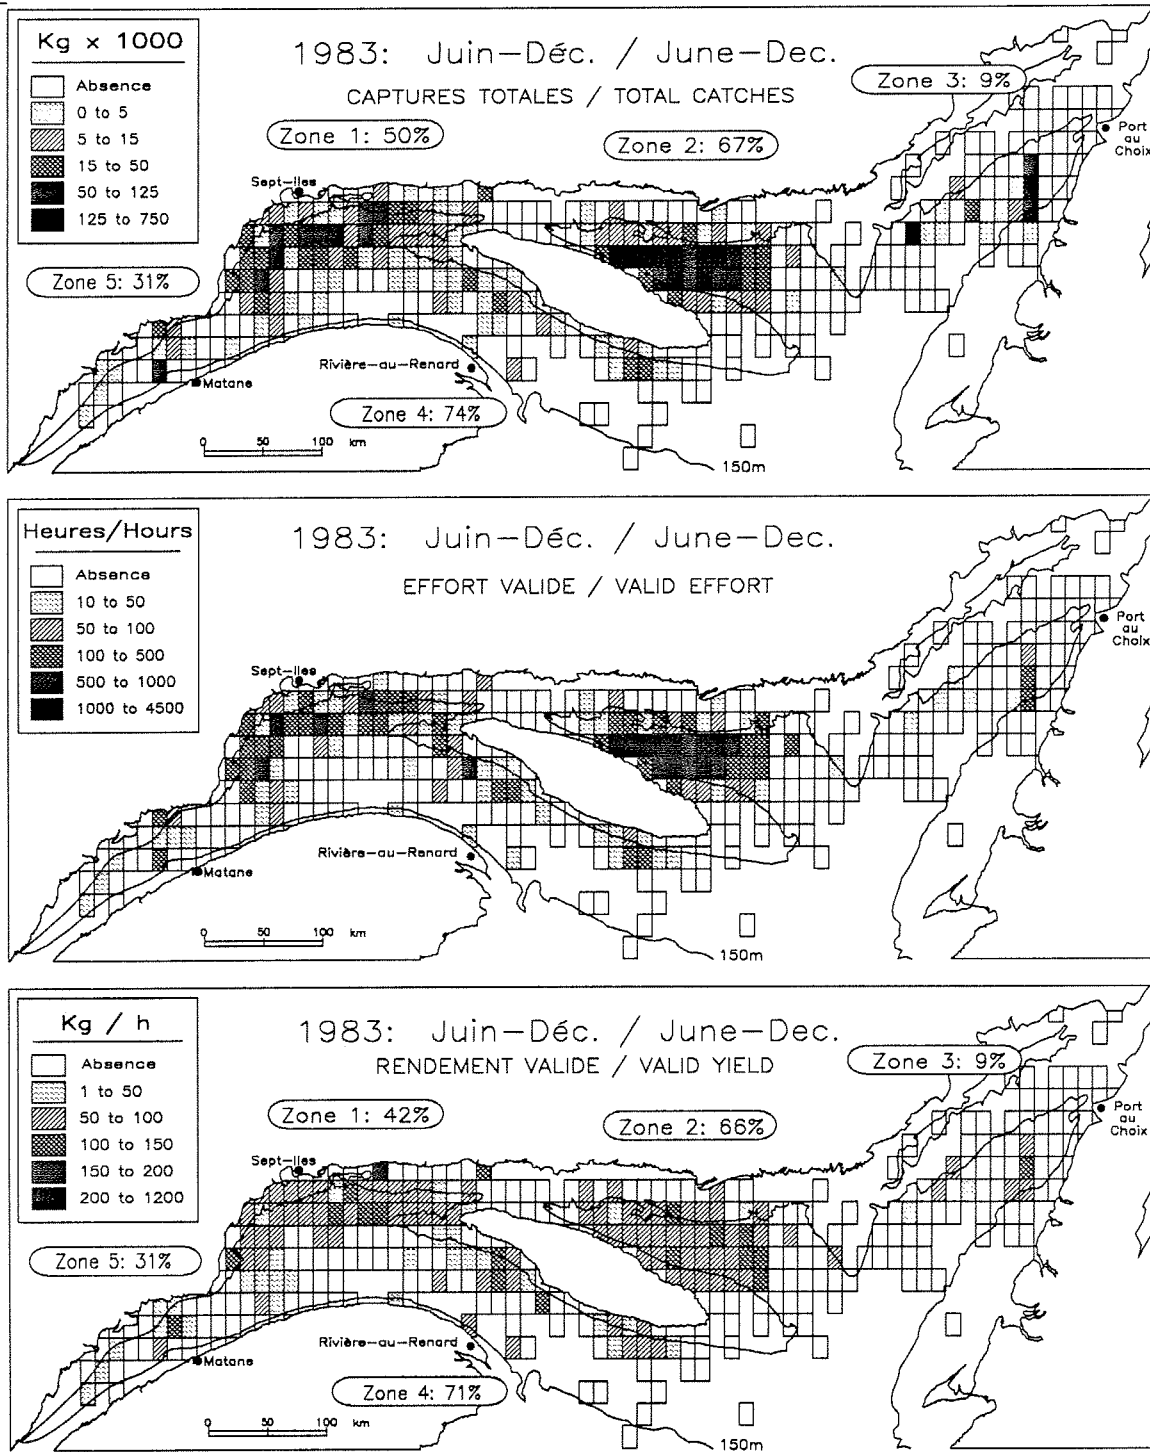 Kg x 1000
Absence
0 to 5
5 to 15
15 to 50
50 to 125
125 to 750
1983: Juin-Déc. / June-Dec.
CAPTURES TOTALES / TOTAL CATCHES
Zone 3: 9%
Zone 1: 50%
Zone 2: 67%
Port
au
Choix
Sept-Iles
Zone 5: 31%
Rivière-au-Renard
Matane
Zone 4: 74%
0 50 100 km
150m
Heures/Hours
Absence
10 to 50
50 to 100
100 to 500
500 to 1000
1000 to 4500
1983: Juin-Déc. / June-Dec.
EFFORT VALIDE / VALID EFFORT
Port
au
Choix
Sept-Iles
Rivière-au-Renard
Matane
0 50 100 km
150m
Kg / h
Absence
1 to 50
50 to 100
100 to 150
150 to 200
200 to 1200
1983: Juin-Déc. / June-Dec.
RENDEMENT VALIDE / VALID YIELD
Zone 3: 9%
Zone 1: 42%
Zone 2: 66%
Port
au
Choix
Sept-Iles
Zone 5: 31%
Rivière-au-Renard
Matane
Zone 4: 71%
0 50 100 km
150m